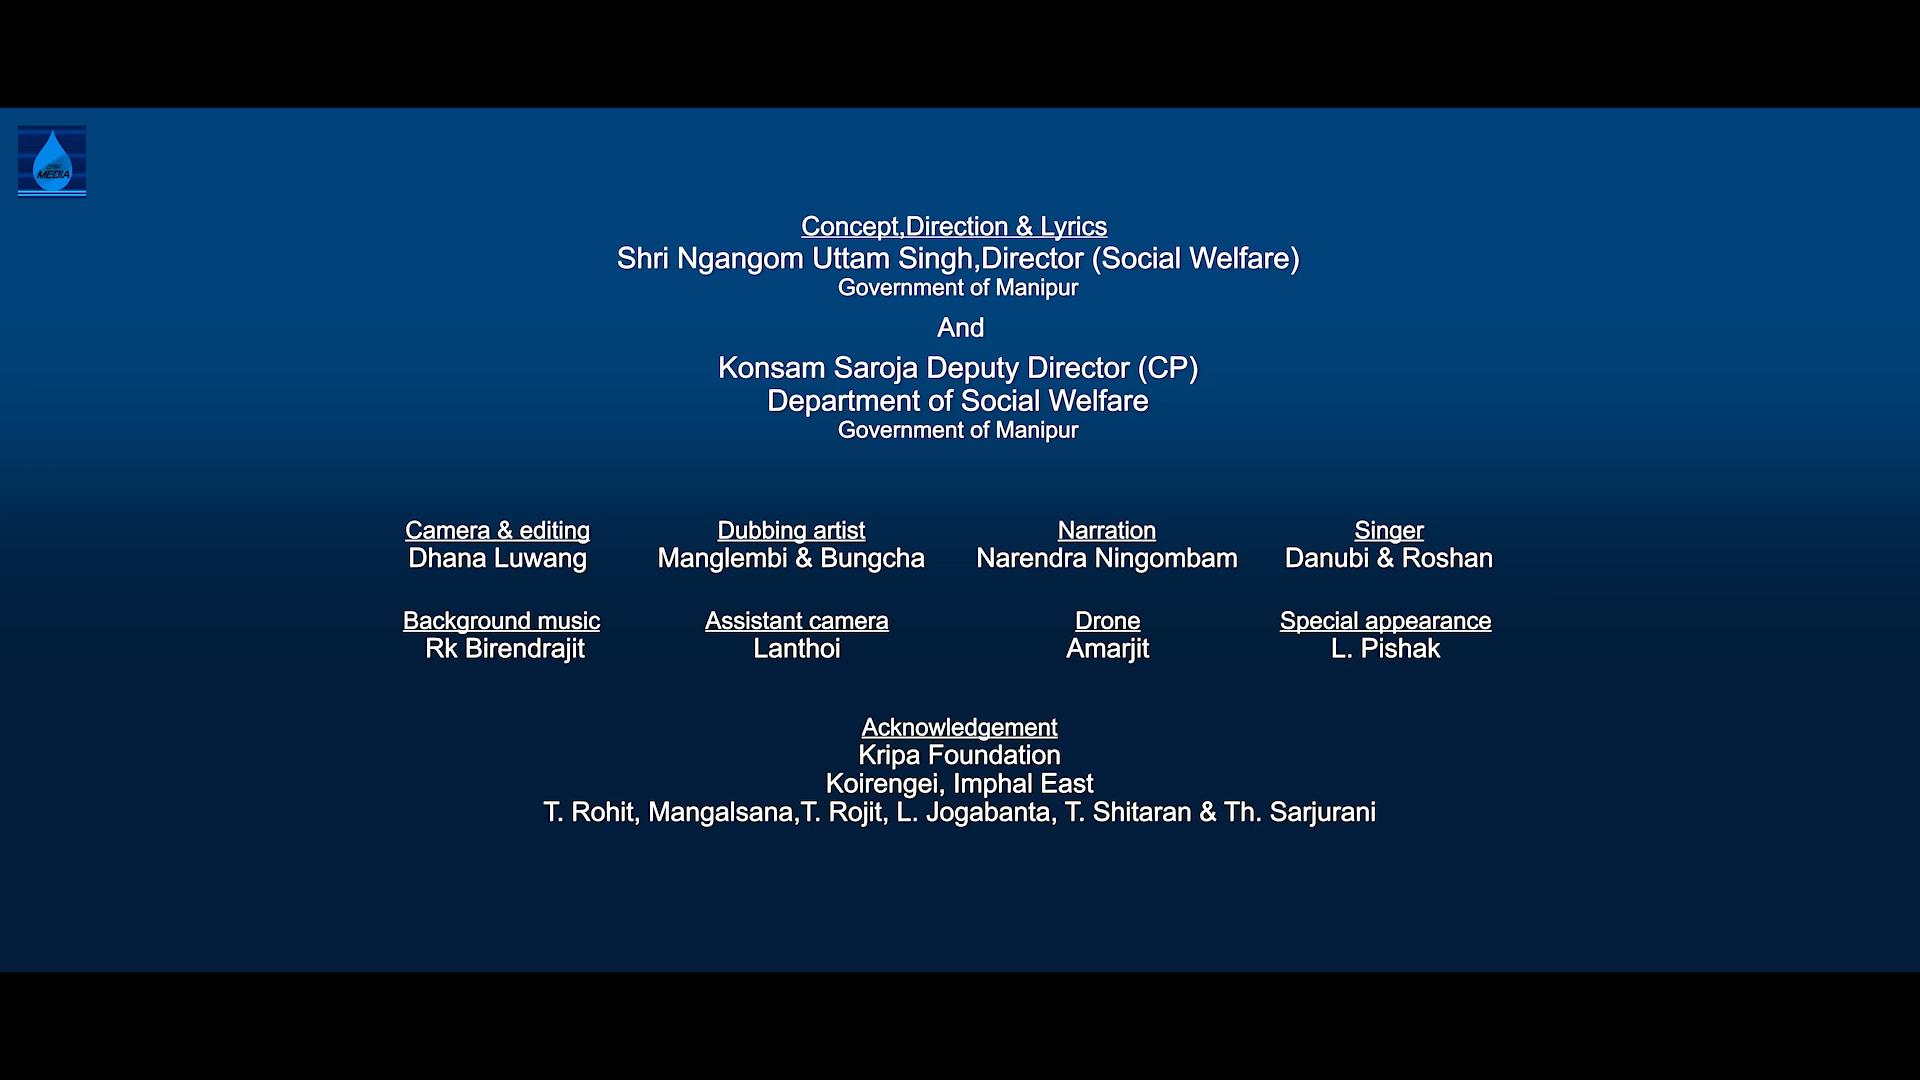 MEDIA
Concept,Direction & Lyrics
Shri Ngangom Uttam Singh,Director (Social Welfare)
Government of Manipur
And
Konsam Saroja Deputy Director (CP)
Department of Social Welfare
Government of Manipur
Camera & editing Dubbing artist Narration Singer
Dhana Luwang Manglembi & Bungcha Narendra Ningombam Danubi & Roshan
Background music Assistant camera Drone Special appearance
Rk Birendrajit Lanthoi Amarjit L. Pishak
Acknowledgement
Kripa Foundation
Koirengei, Imphal East
T. Rohit, Mangalsana,T. Rojit, L. Jogabanta, T. Shitaran & Th. Sarjurani